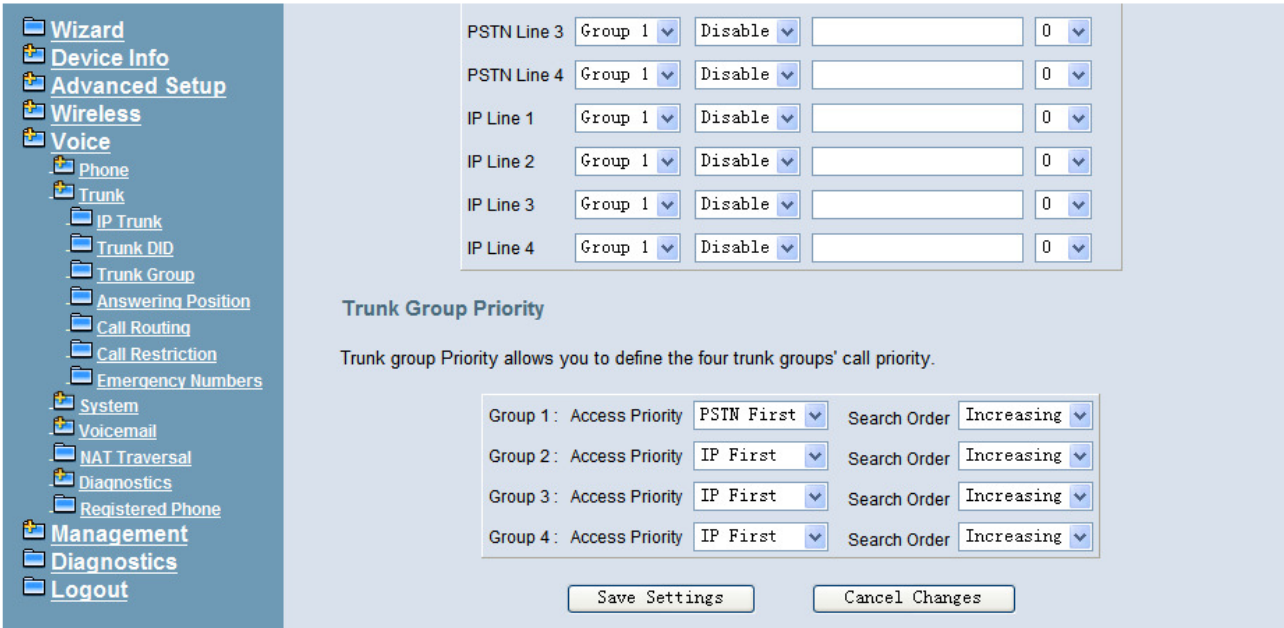 Wizard
Device Info
Advanced Setup
Wireless
Voice
Phone
Trunk
IP Trunk
Trunk DID
Trunk Group
Answering Position
Call Routing
Call Restriction
Emergency Numbers
System
Voicemail
NAT Traversal
Diagnostics
Registered Phone
Management
Diagnostics
Logout
PSTN Line 3 Group 1 Disable 0
PSTN Line 4 Group 1 Disable 0
IP Line 1 Group 1 Disable 0
IP Line 2 Group 1 Disable 0
IP Line 3 Group 1 Disable 0
IP Line 4 Group 1 Disable 0
Trunk Group Priority
Trunk group Priority allows you to define the four trunk groups' call priority.
Group 1 : Access Priority PSTN First Search Order Increasing
Group 2 : Access Priority IP First Search Order Increasing
Group 3 : Access Priority IP First Search Order Increasing
Group 4 : Access Priority IP First Search Order Increasing
Save Settings Cancel Changes